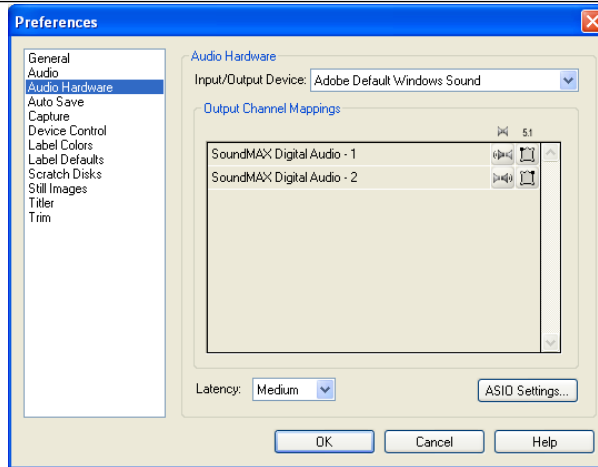 Preferences
General
Audio
Audio Hardware
Auto Save
Capture
Device Control
Label Colors
Label Defaults
Scratch Disks
Still Images
Titler
Trim
Audio Hardware
Input/Output Device: Adobe Default Windows Sound
Output Channel Mappings
5.1
SoundMAX Digital Audio - 1
SoundMAX Digital Audio - 2
Latency: Medium
ASIO Settings...
OK Cancel Help